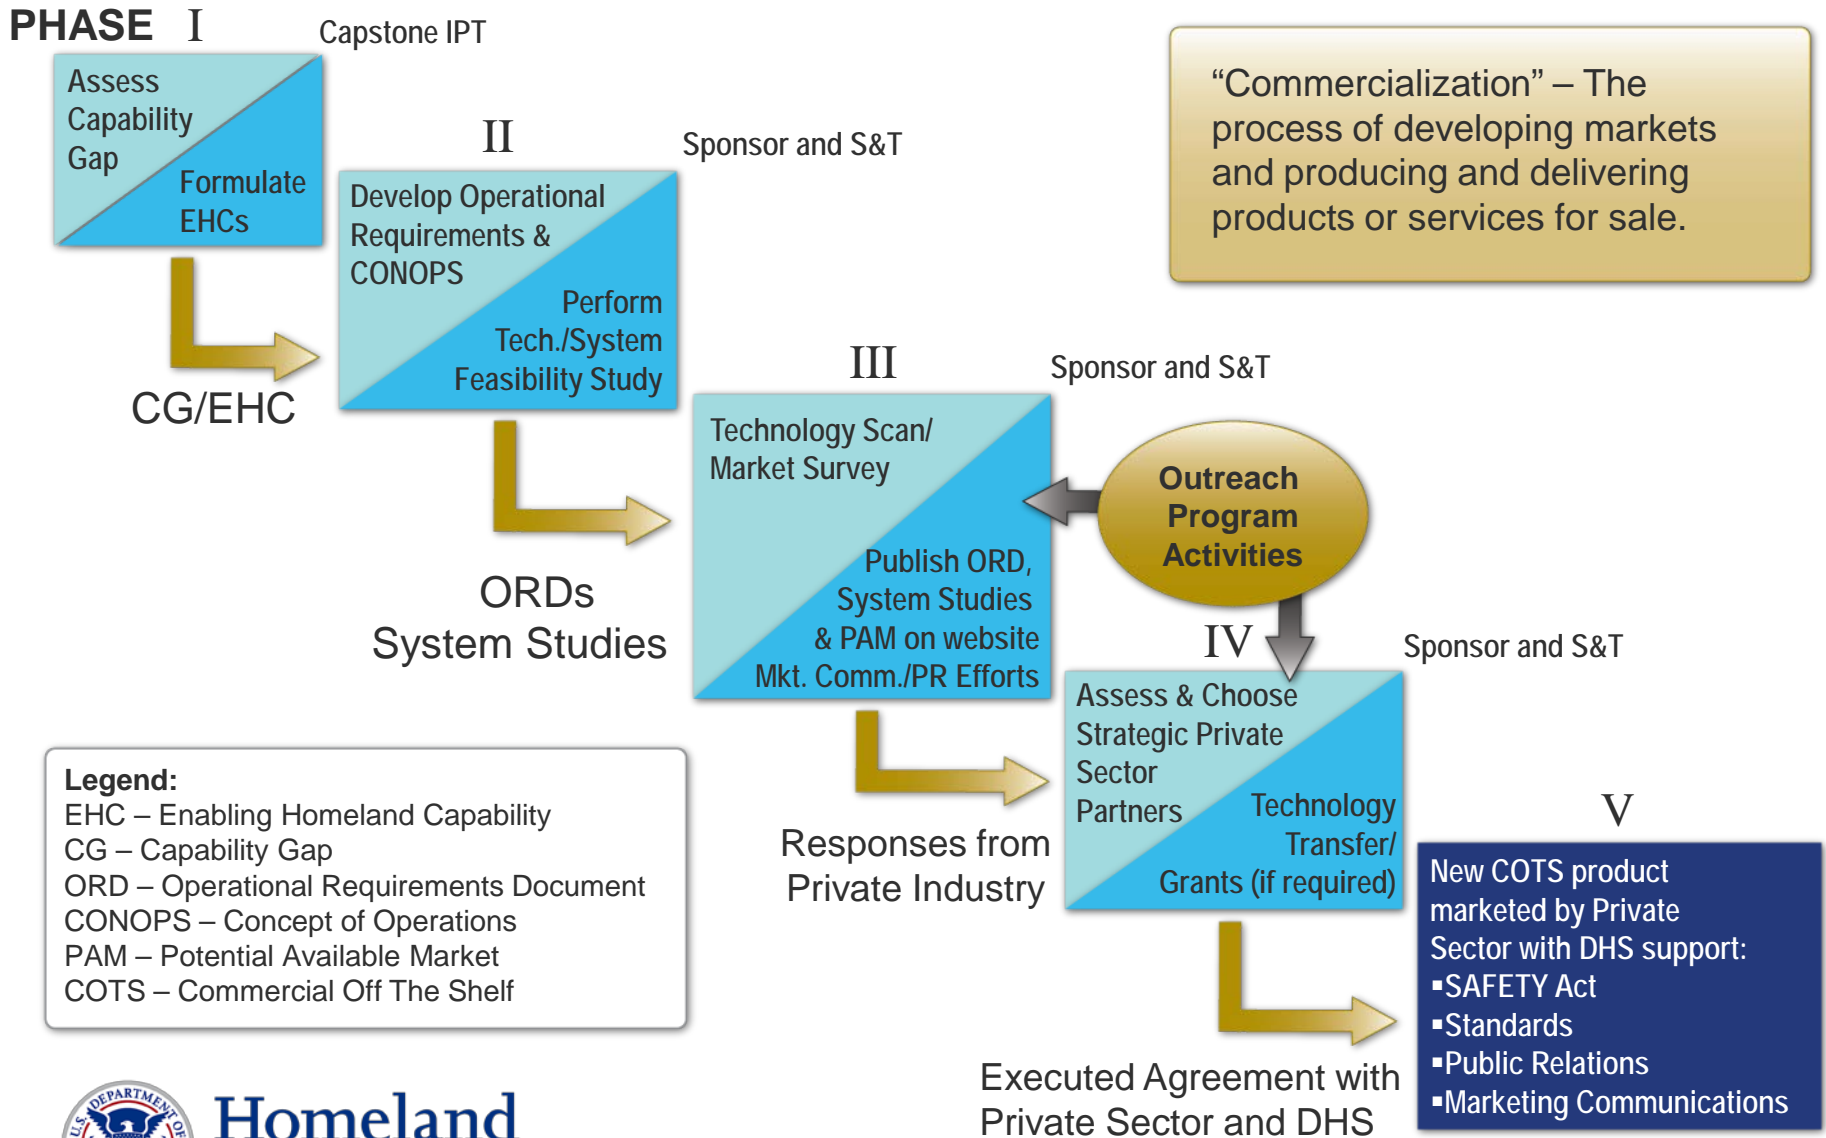 PHASE I
Capstone IPT
Assess
Capability
Gap
Formulate
EHCs
“Commercialization” – The
process of developing markets
and producing and delivering
products or services for sale.
II
Sponsor and S&T
Develop Operational
Requirements &
CONOPS
Perform
Tech./System
Feasibility Study
CG/EHC
III
Sponsor and S&T
Technology Scan/
Market Survey
Publish ORD,
System Studies
& PAM on website
Mkt. Comm./PR Efforts
Outreach
Program
Activities
ORDs
System Studies
IV
Sponsor and S&T
Assess & Choose
Strategic Private
Sector
Partners
Technology
Transfer/
Grants (if required)
Responses from
Private Industry
V
New COTS product
marketed by Private
Sector with DHS support:
▪SAFETY Act
▪Standards
▪Public Relations
▪Marketing Communications
Executed Agreement with
Private Sector and DHS
Legend:
EHC – Enabling Homeland Capability
CG – Capability Gap
ORD – Operational Requirements Document
CONOPS – Concept of Operations
PAM – Potential Available Market
COTS – Commercial Off The Shelf
U.S. DEPARTMENT OF
Homeland